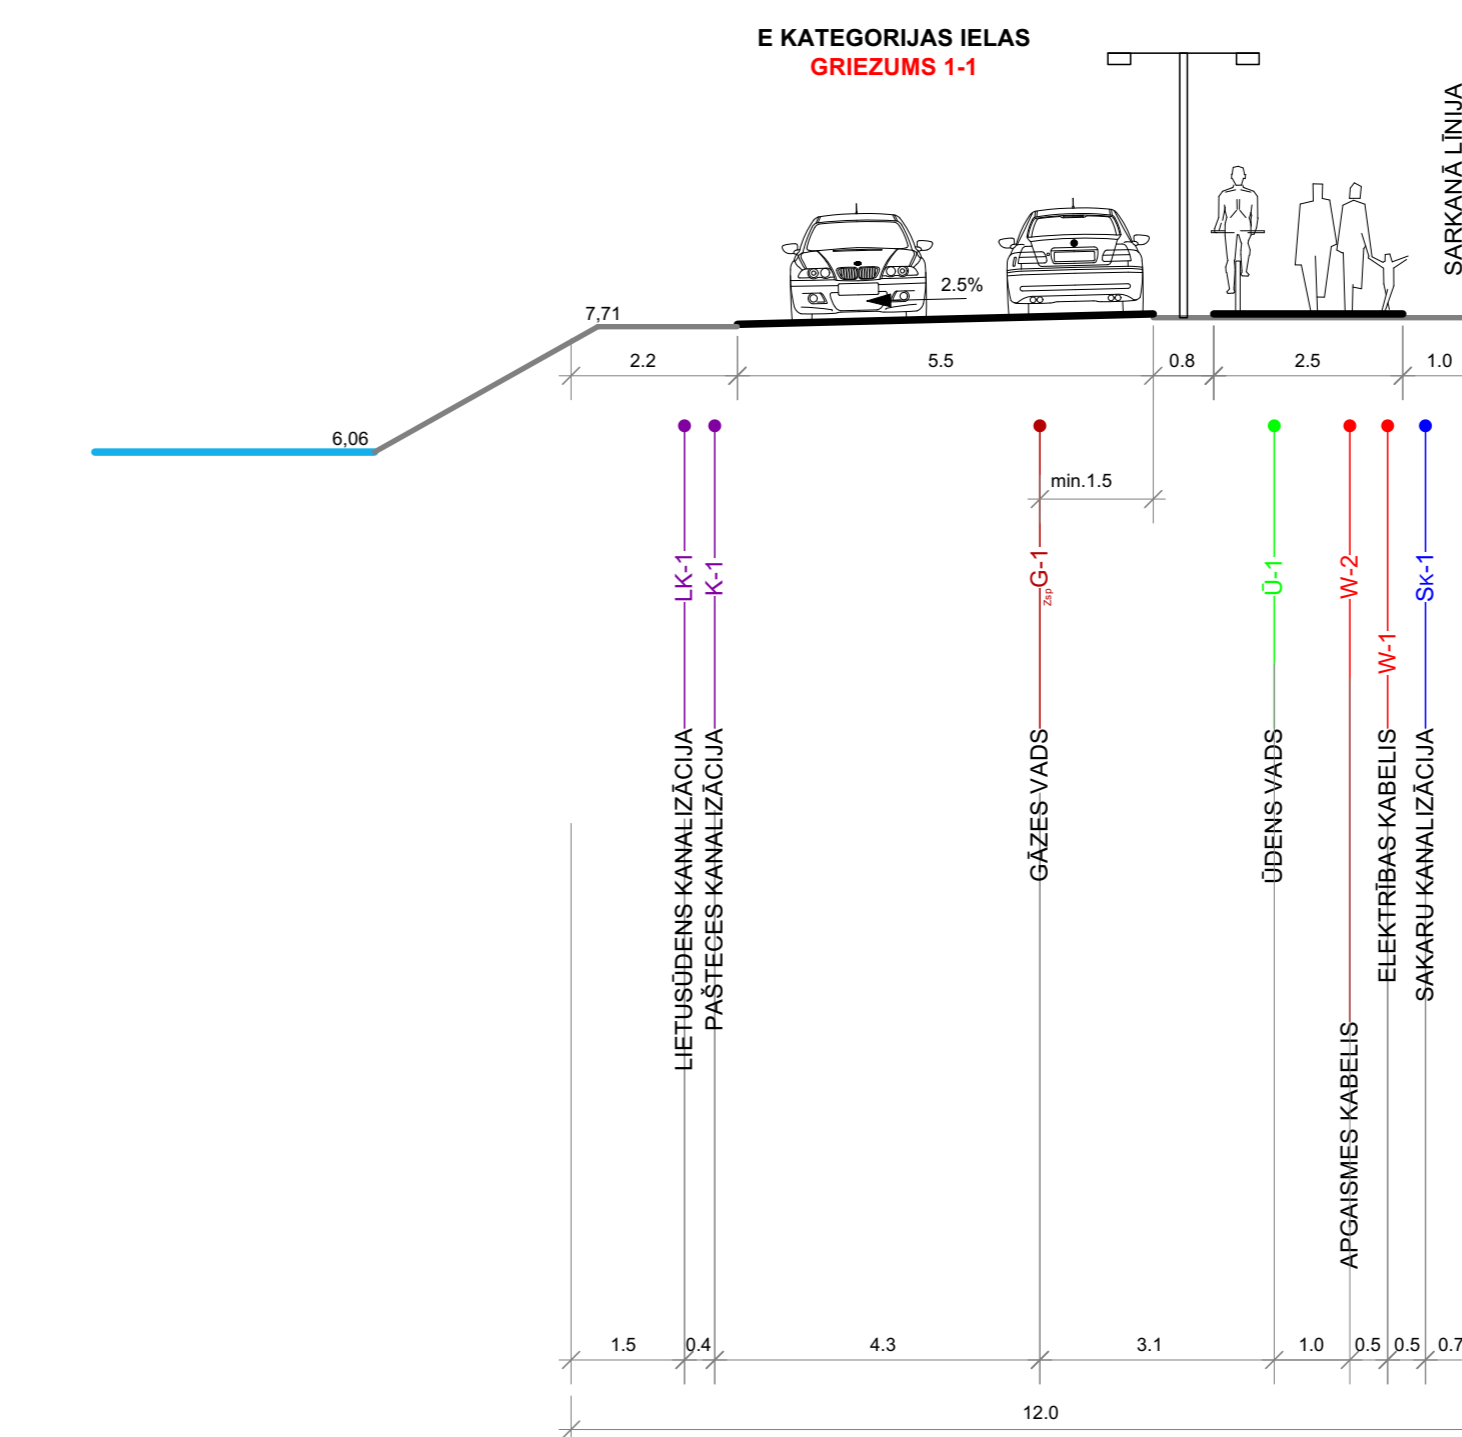 E KATEGORIJAS IELAS
GRIEZUMS 1-1
SARKANĀ LĪNIJA
2.5%
7,71
2.2
5.5
0.8
2.5
1.0
6,06
min.1.5
LK-1
K-1
ZspG-1
Ū-1
W-2
W-1
SK-1
LIETUSŪDENS KANALIZĀCIJA
PAŠTECES KANALIZĀCIJA
GĀZES VADS
ŪDENS VADS
APGAISMES KABELIS
ELEKTRĪBAS KABELIS
SAKARU KANALIZĀCIJA
1.5
0.4
4.3
3.1
1.0
0.5
0.5
0.7
12.0